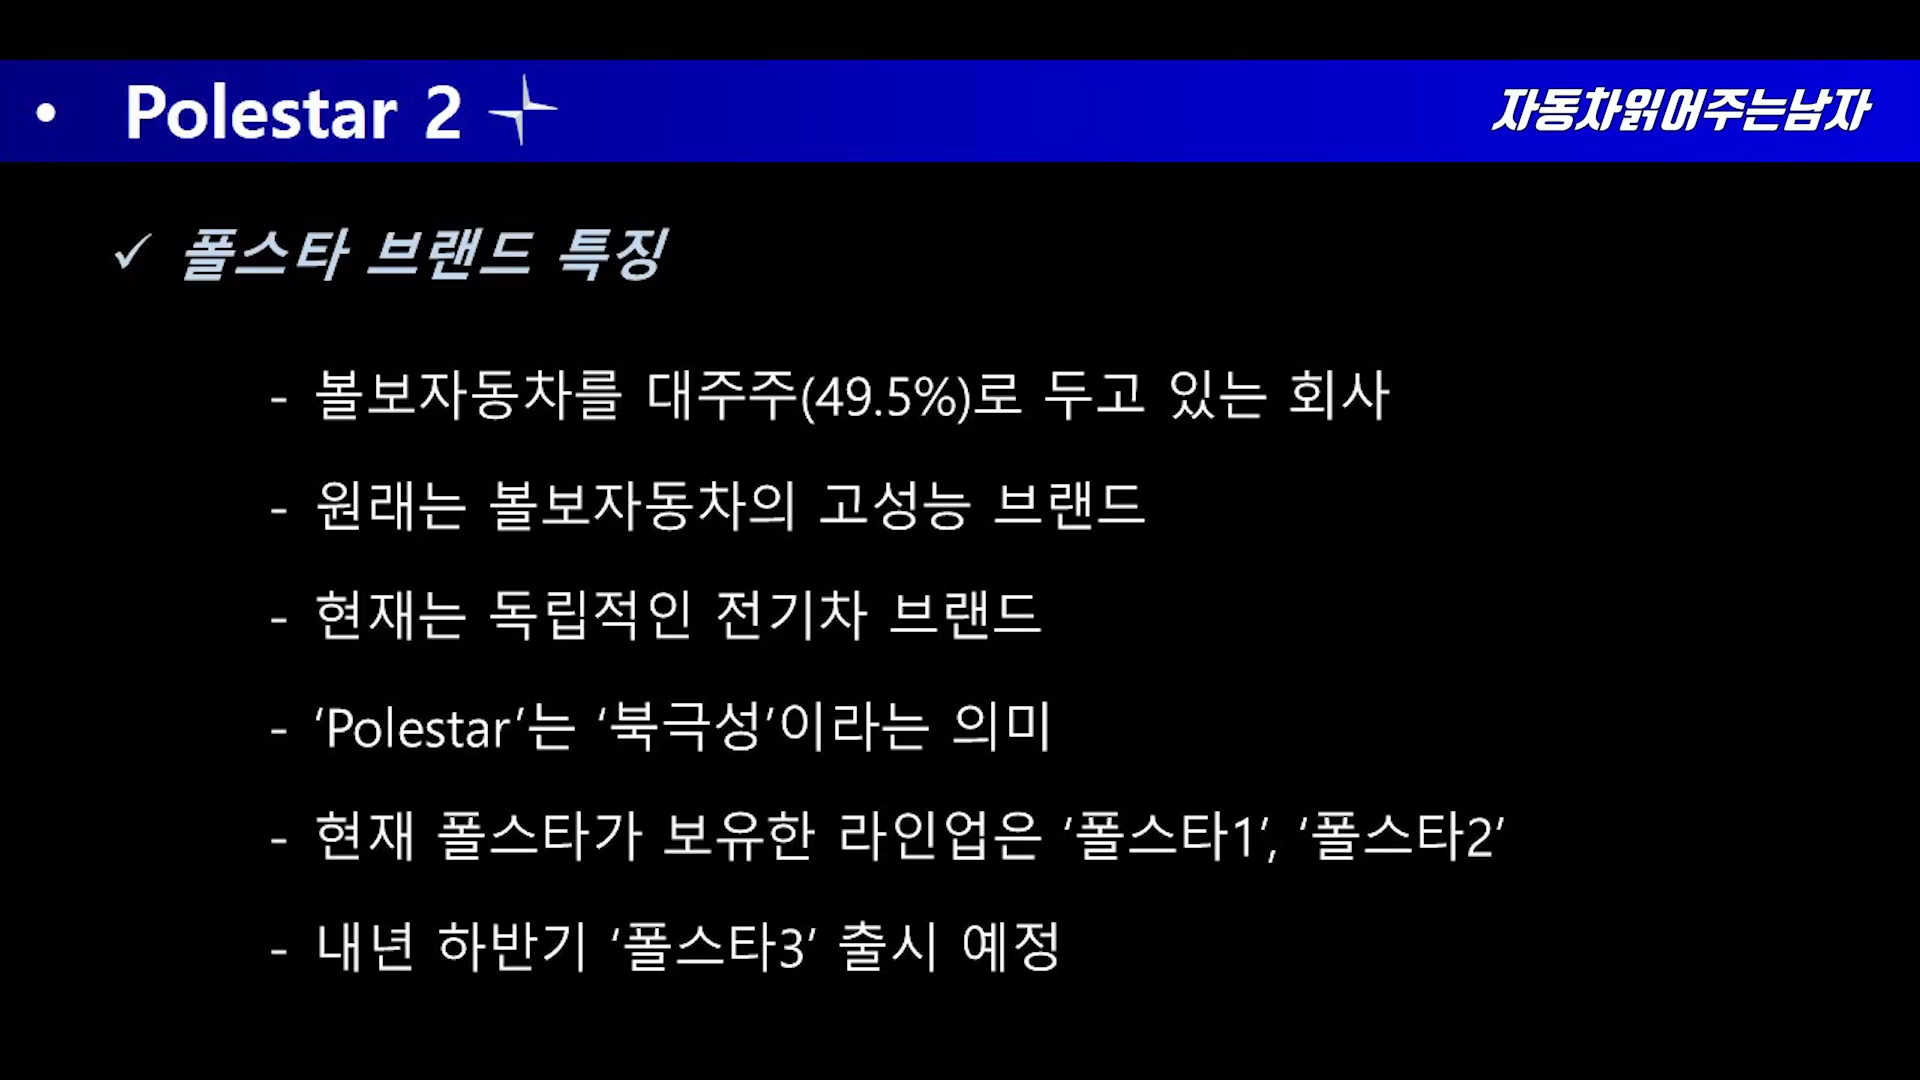 • Polestar 2
자동차읽어주는남자
✓ 폴스타 브랜드 특징
- 볼보자동차를 대주주(49.5%)로 두고 있는 회사
- 원래는 볼보자동차의 고성능 브랜드
- 현재는 독립적인 전기차 브랜드
- ‘Polestar’는 ‘북극성’이라는 의미
- 현재 폴스타가 보유한 라인업은 ‘폴스타1’, ‘폴스타2’
- 내년 하반기 ‘폴스타3’ 출시 예정